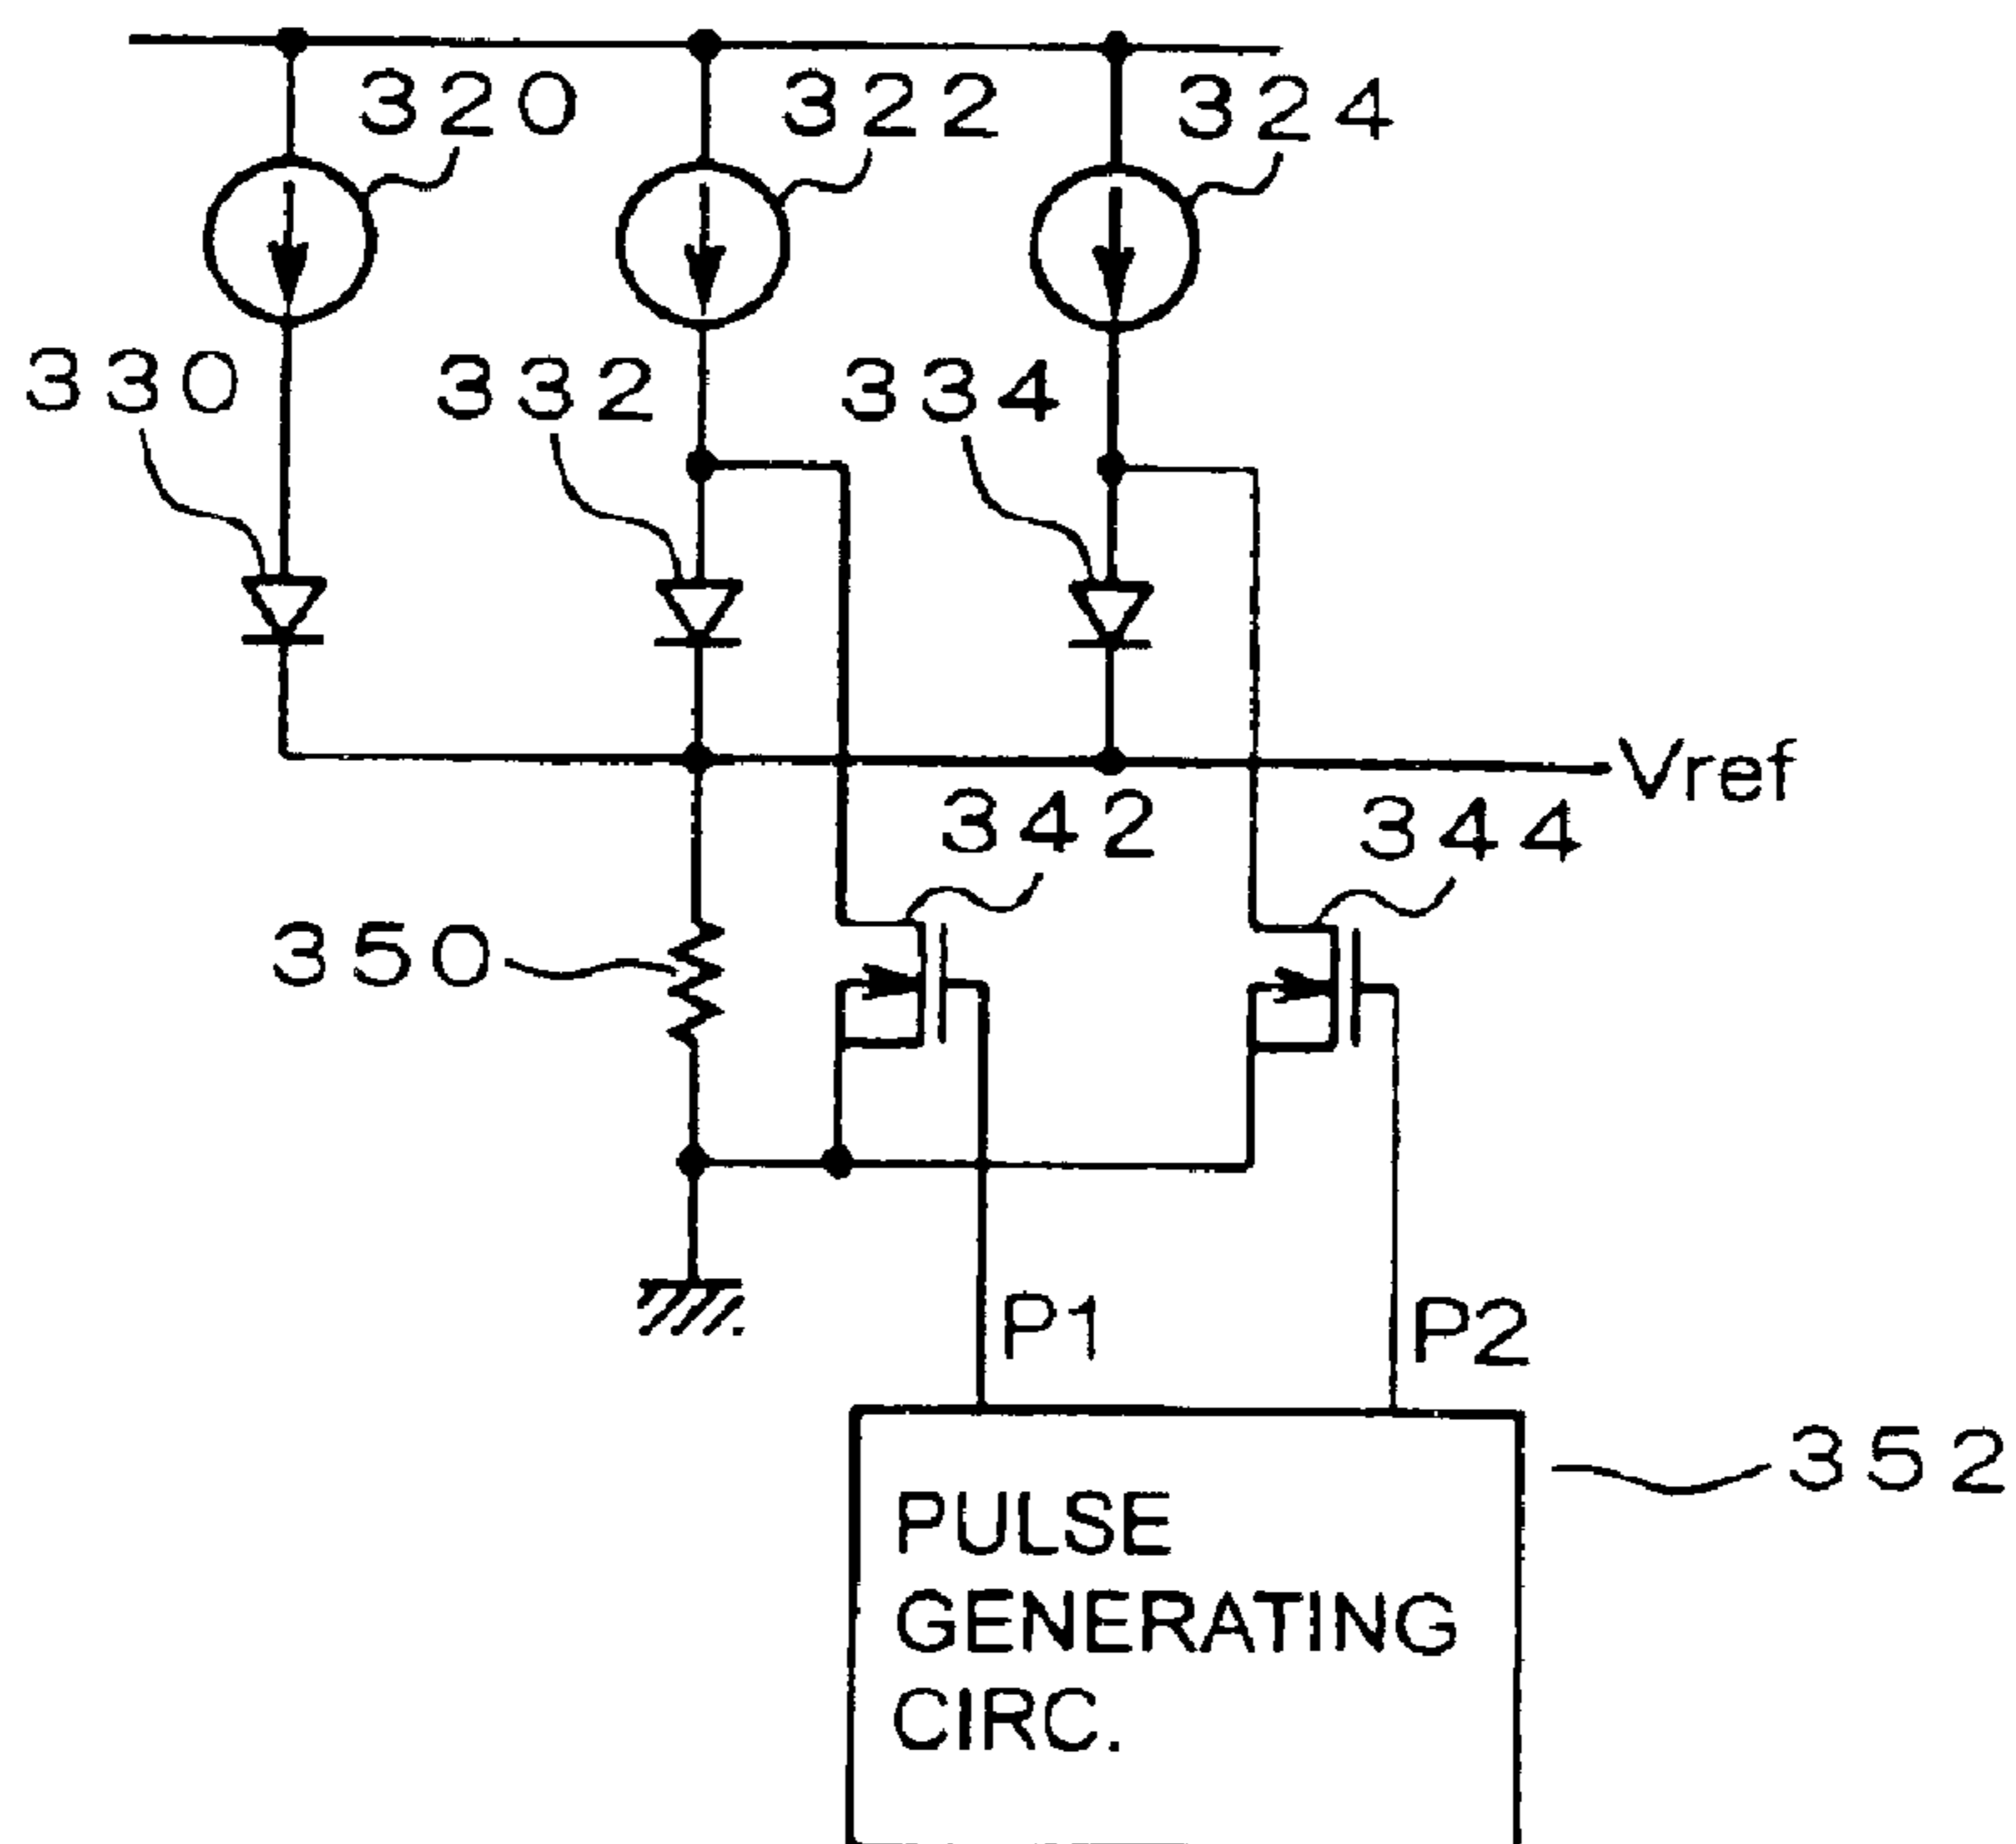 320 322 324
330 332 334
Vref
342 344
350
P1 P2
352
PULSE
GENERATING
CIRC.